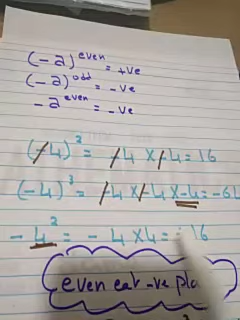 (-2)^even = +ve
(-2)^odd = -ve
-2^even = -ve
(-4)^2 = -4 x -4 = 16
(-4)^3 = -4 x -4 x -4 = -64
-4^2 = -4 x 4 = -16
even eat -ve